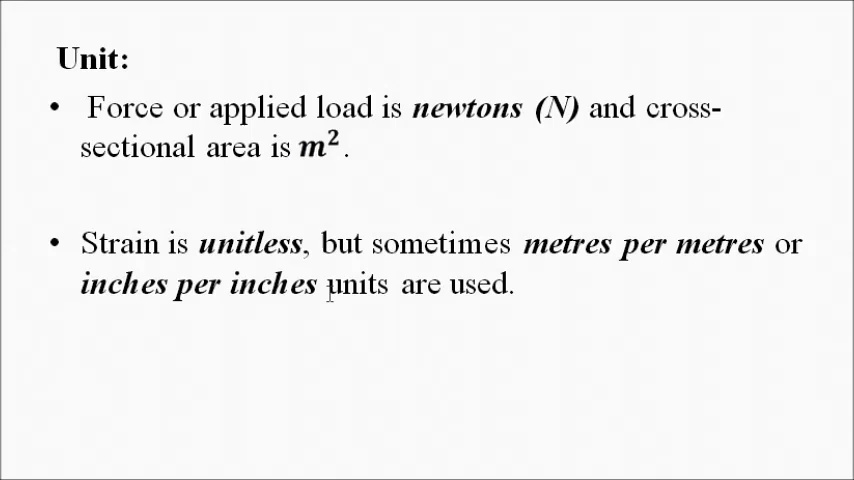 Unit:
• Force or applied load is newtons (N) and cross-
sectional area is m².
• Strain is unitless, but sometimes metres per metres or
inches per inches units are used.